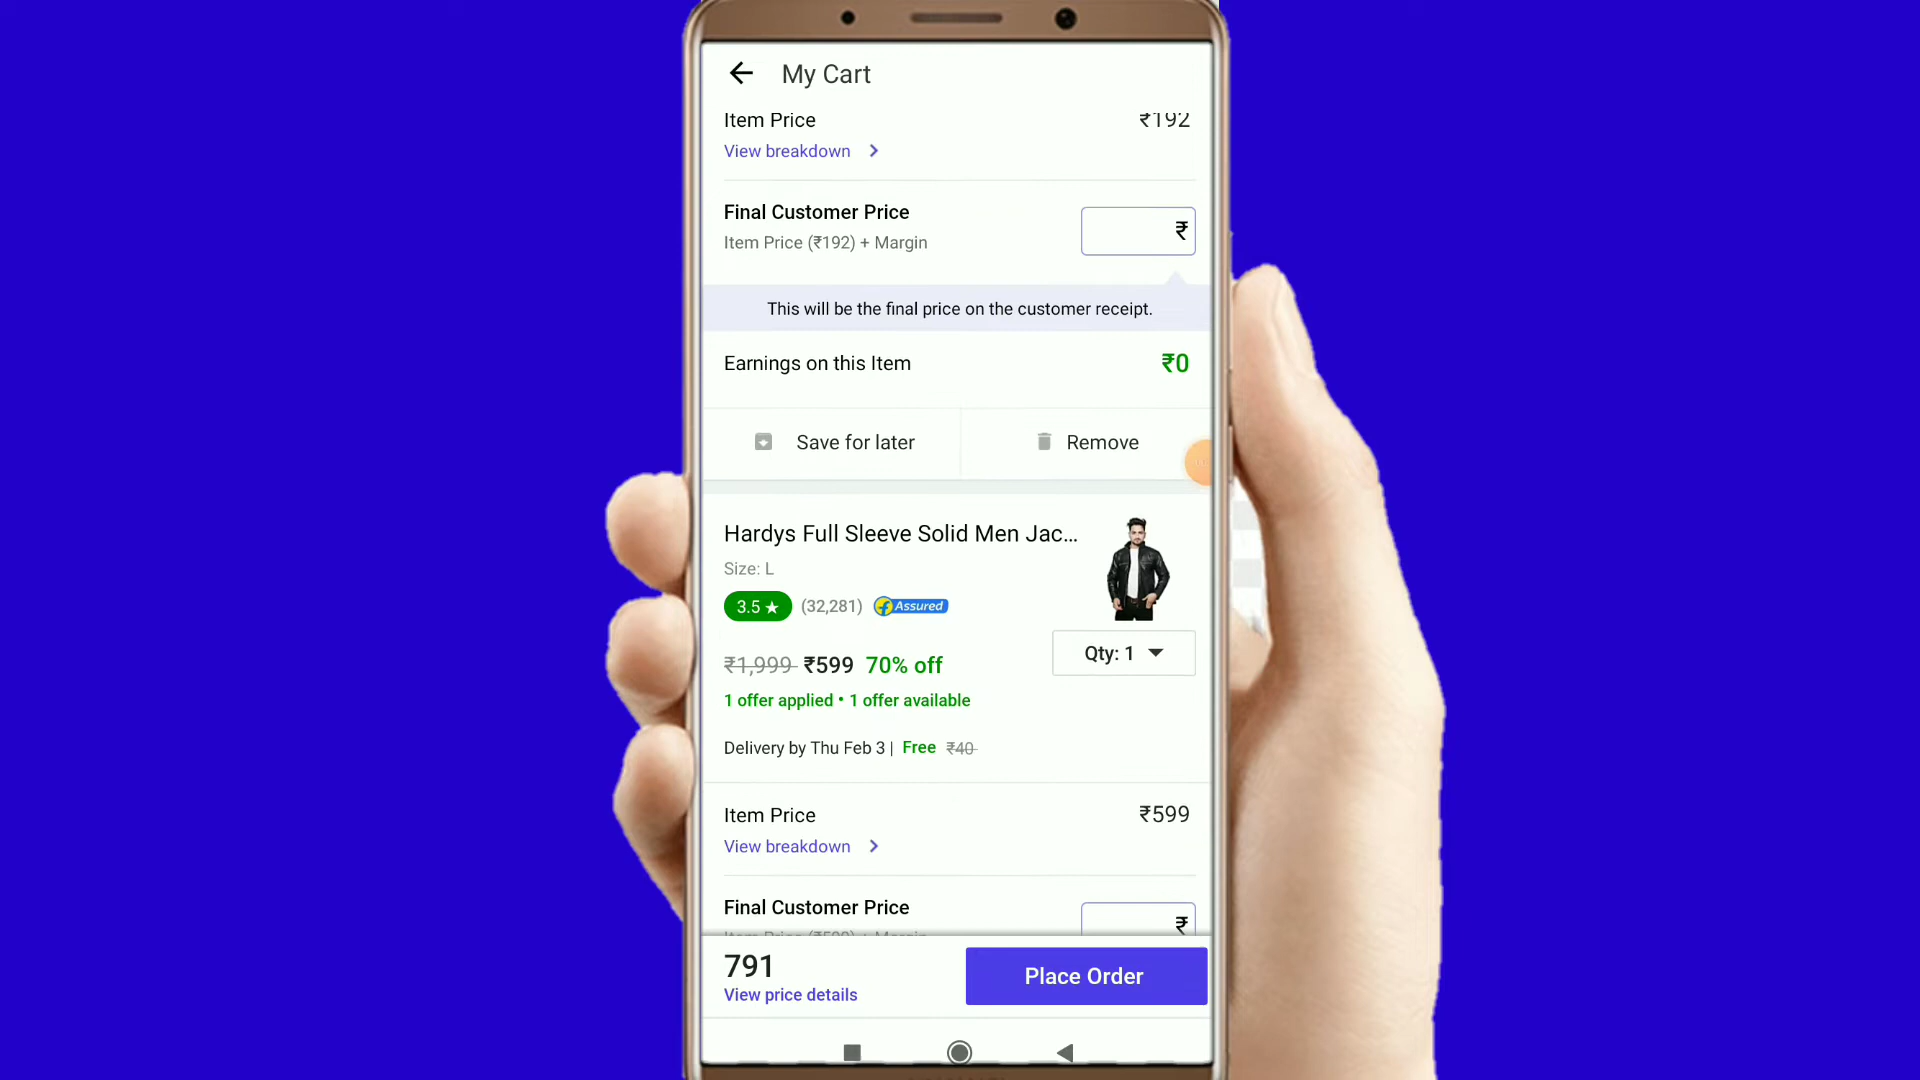 My Cart
Item Price ₹192
View breakdown
Final Customer Price
Item Price (₹192) + Margin
₹
This will be the final price on the customer receipt.
Earnings on this Item ₹0
Save for later Remove
Hardys Full Sleeve Solid Men Jac...
Size: L
3.5 ★ (32,281) Assured
Qty: 1
₹1,999 ₹599 70% off
1 offer applied • 1 offer available
Delivery by Thu Feb 3 | Free ₹40
Item Price ₹599
View breakdown
Final Customer Price
₹
791
View price details
Place Order